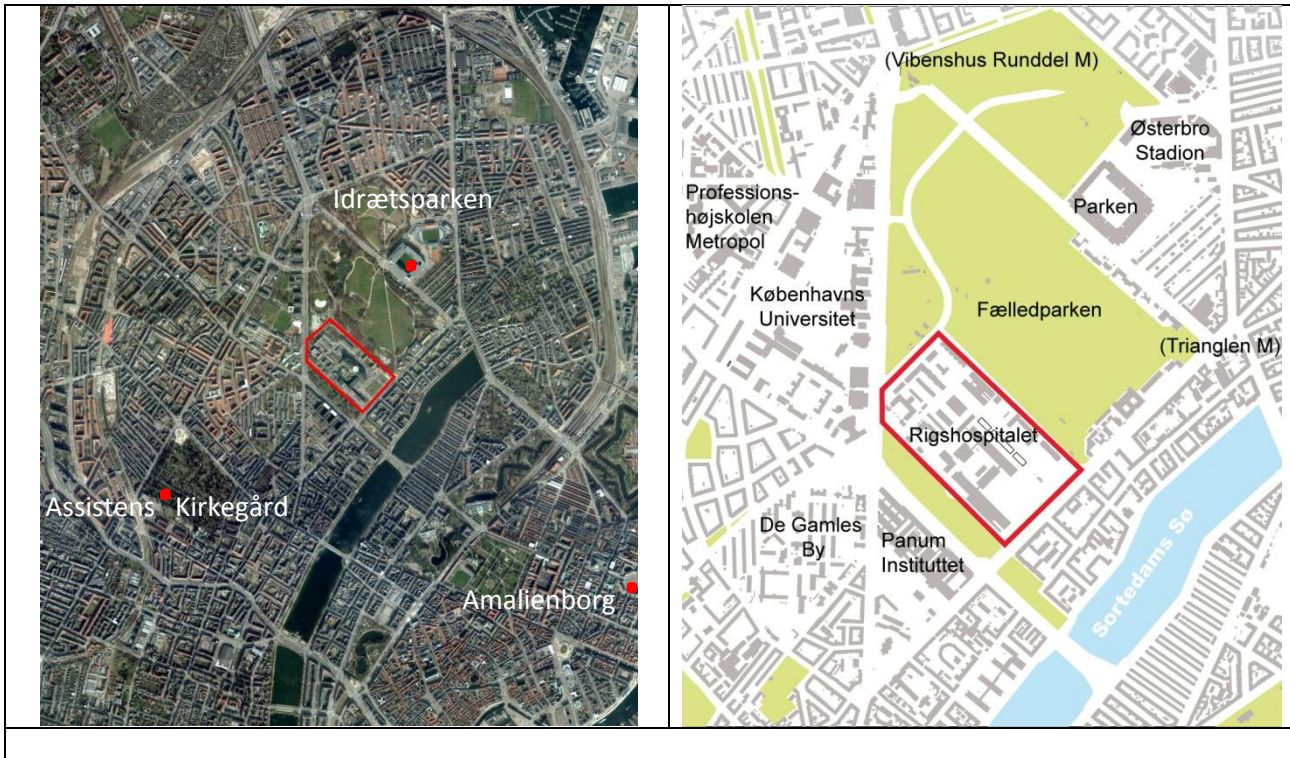 Idrætsparken
Assistens Kirkegård
Amalienborg
(Vibenshus Runddel M)
Østerbro
Stadion
Professions-
højskolen
Metropol
Parken
Københavns
Universitet
Fælledparken
(Trianglen M)
Rigshospitalet
De Gamles
By
Panum
Instituttet
Sortedams Sø